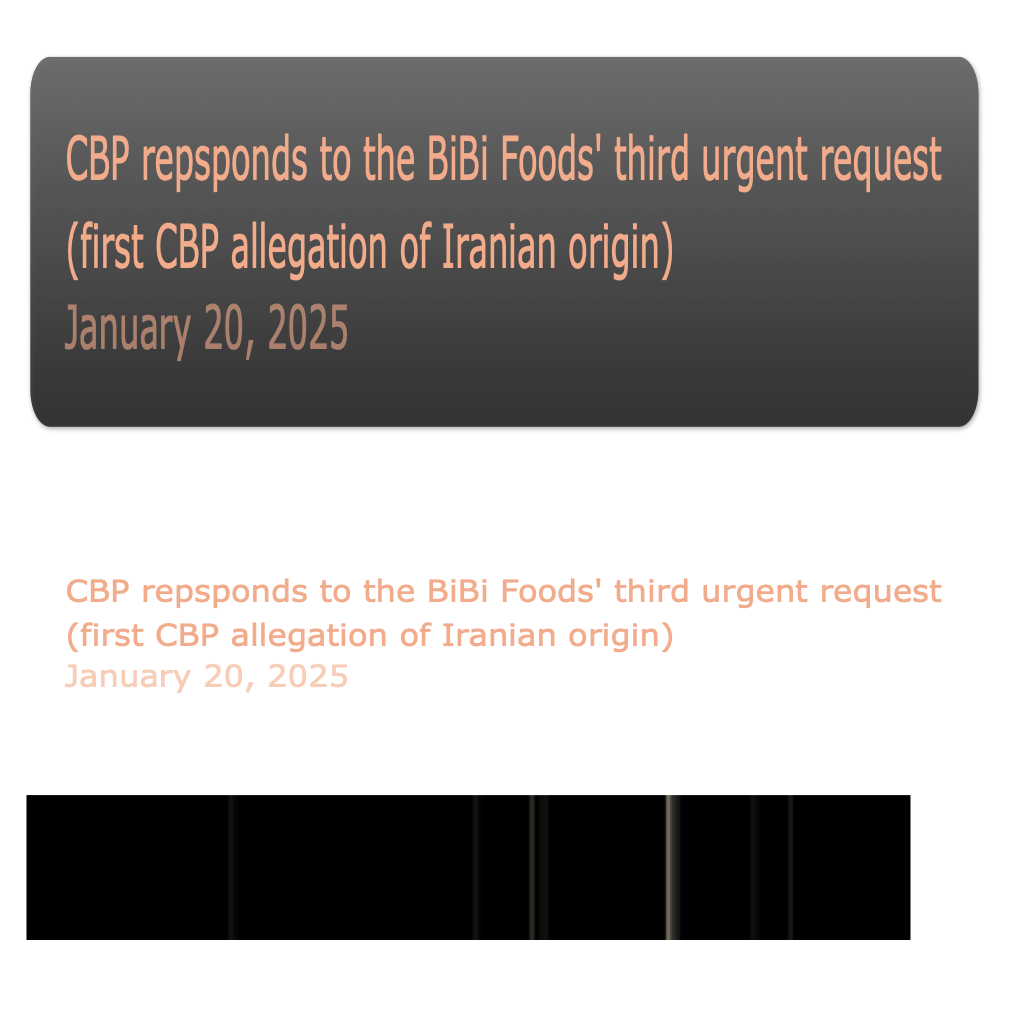 CBP repsponds to the BiBi Foods' third urgent request
(first CBP allegation of Iranian origin)
January 20, 2025
CBP repsponds to the BiBi Foods' third urgent request
(first CBP allegation of Iranian origin)
January 20, 2025